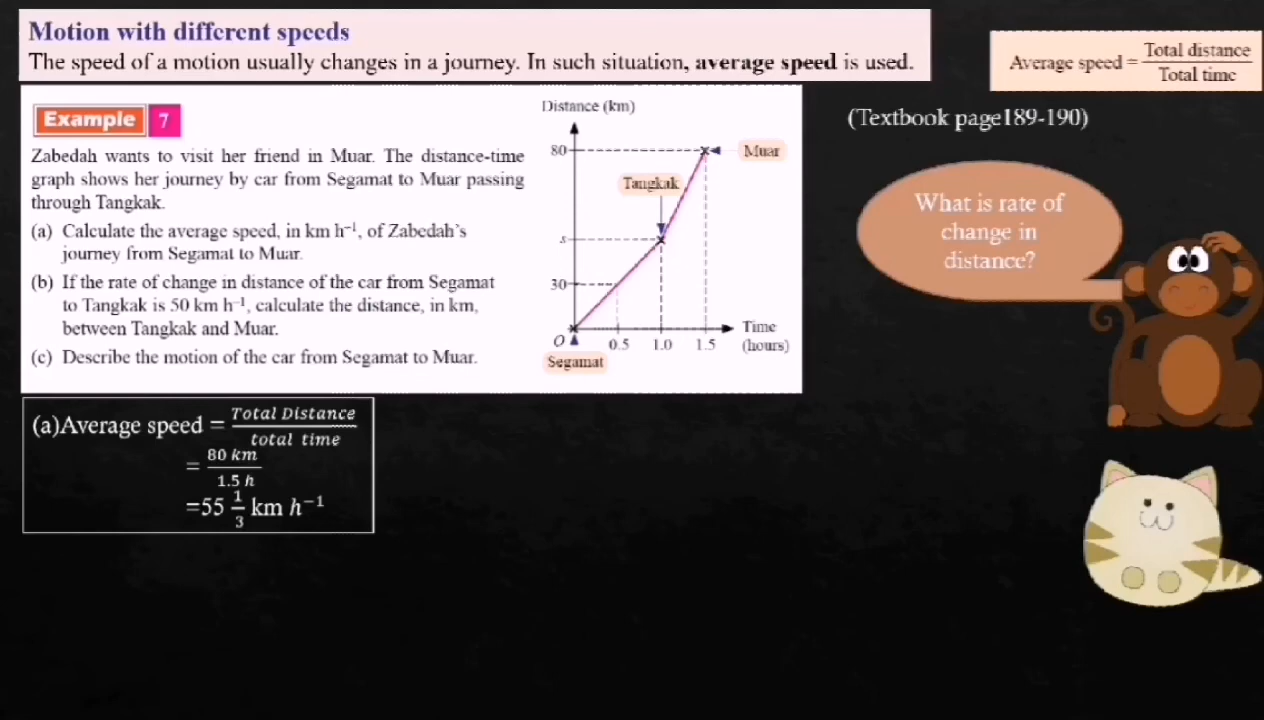 Motion with different speeds
The speed of a motion usually changes in a journey. In such situation, average speed is used.
Average speed = Total distance / Total time
Example 7
Zabedah wants to visit her friend in Muar. The distance-time
graph shows her journey by car from Segamat to Muar passing
through Tangkak.
(a) Calculate the average speed, in km h⁻¹, of Zabedah's
journey from Segamat to Muar.
(b) If the rate of change in distance of the car from Segamat
to Tangkak is 50 km h⁻¹, calculate the distance, in km,
between Tangkak and Muar.
(c) Describe the motion of the car from Segamat to Muar.
Distance (km)
80
Muar
Tangkak
s
30
O
0.5 1.0 1.5
Time
(hours)
Segamat
(Textbook page189-190)
What is rate of
change in
distance?
(a)Average speed = Total Distance / total time
= 80 km / 1.5 h
=55 1/3 km h⁻¹